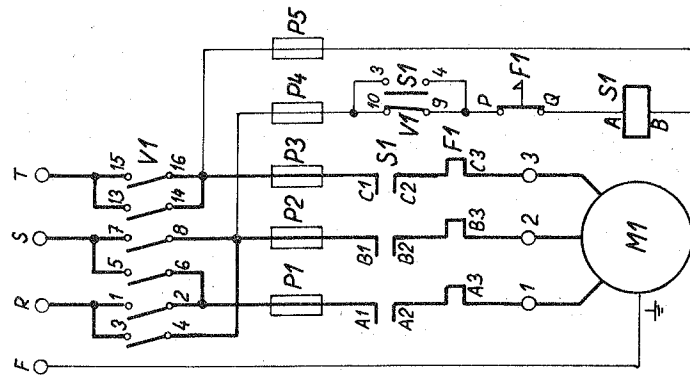 F R S T
3 1 5 7 13 15
V1
4 2 6 8 14 16
P1 P2 P3 P4 P5
10 3
S1
V1
9 4
A1 B1 C1 S1
A2 B2 C2
P
F1
Q
F1
A3 B3 C3
S1
A
B
1 2 3
M1